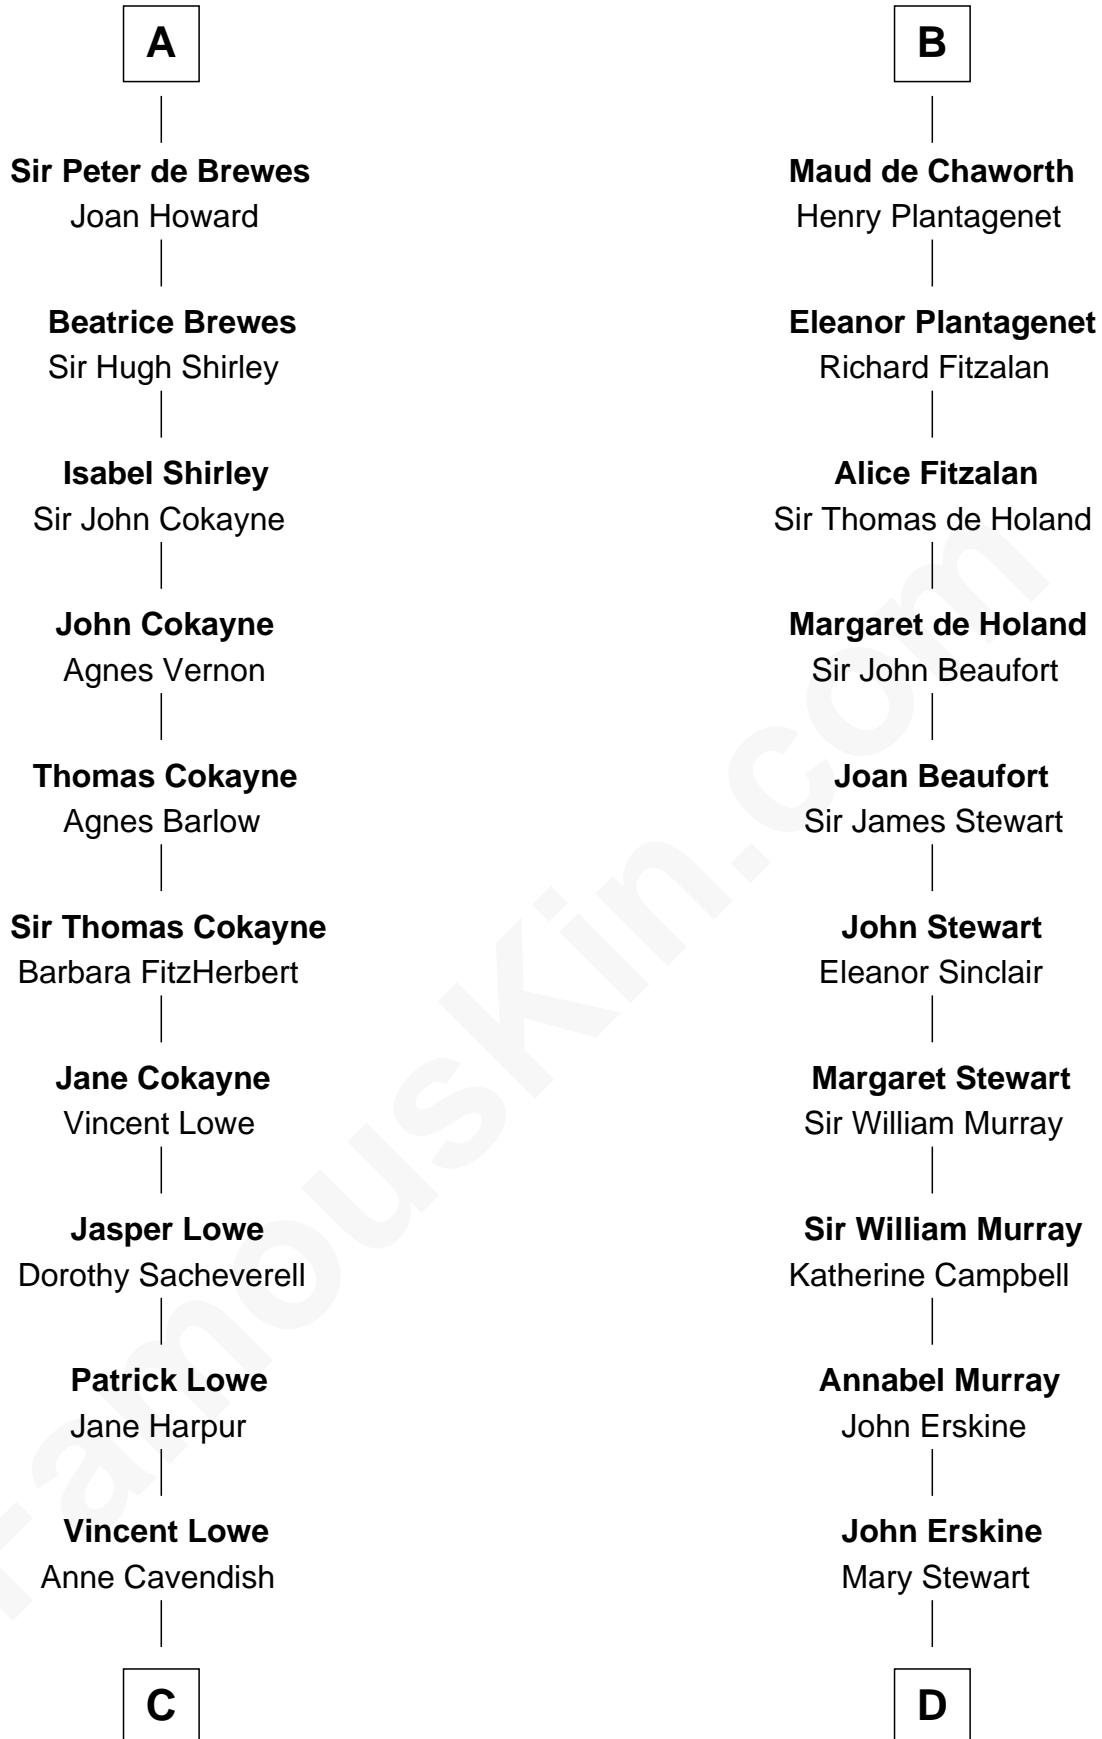 A
Sir Peter de Brewes
Joan Howard
Beatrice Brewes
Sir Hugh Shirley
Isabel Shirley
Sir John Cokayne
John Cokayne
Agnes Vernon
Thomas Cokayne
Agnes Barlow
Sir Thomas Cokayne
Barbara FitzHerbert
Jane Cokayne
Vincent Lowe
Jasper Lowe
Dorothy Sacheverell
Patrick Lowe
Jane Harpur
Vincent Lowe
Anne Cavendish
C
B
Maud de Chaworth
Henry Plantagenet
Eleanor Plantagenet
Richard Fitzalan
Alice Fitzalan
Sir Thomas de Holand
Margaret de Holand
Sir John Beaufort
Joan Beaufort
Sir James Stewart
John Stewart
Eleanor Sinclair
Margaret Stewart
Sir William Murray
Sir William Murray
Katherine Campbell
Annabel Murray
John Erskine
John Erskine
Mary Stewart
D
FamousKin.com